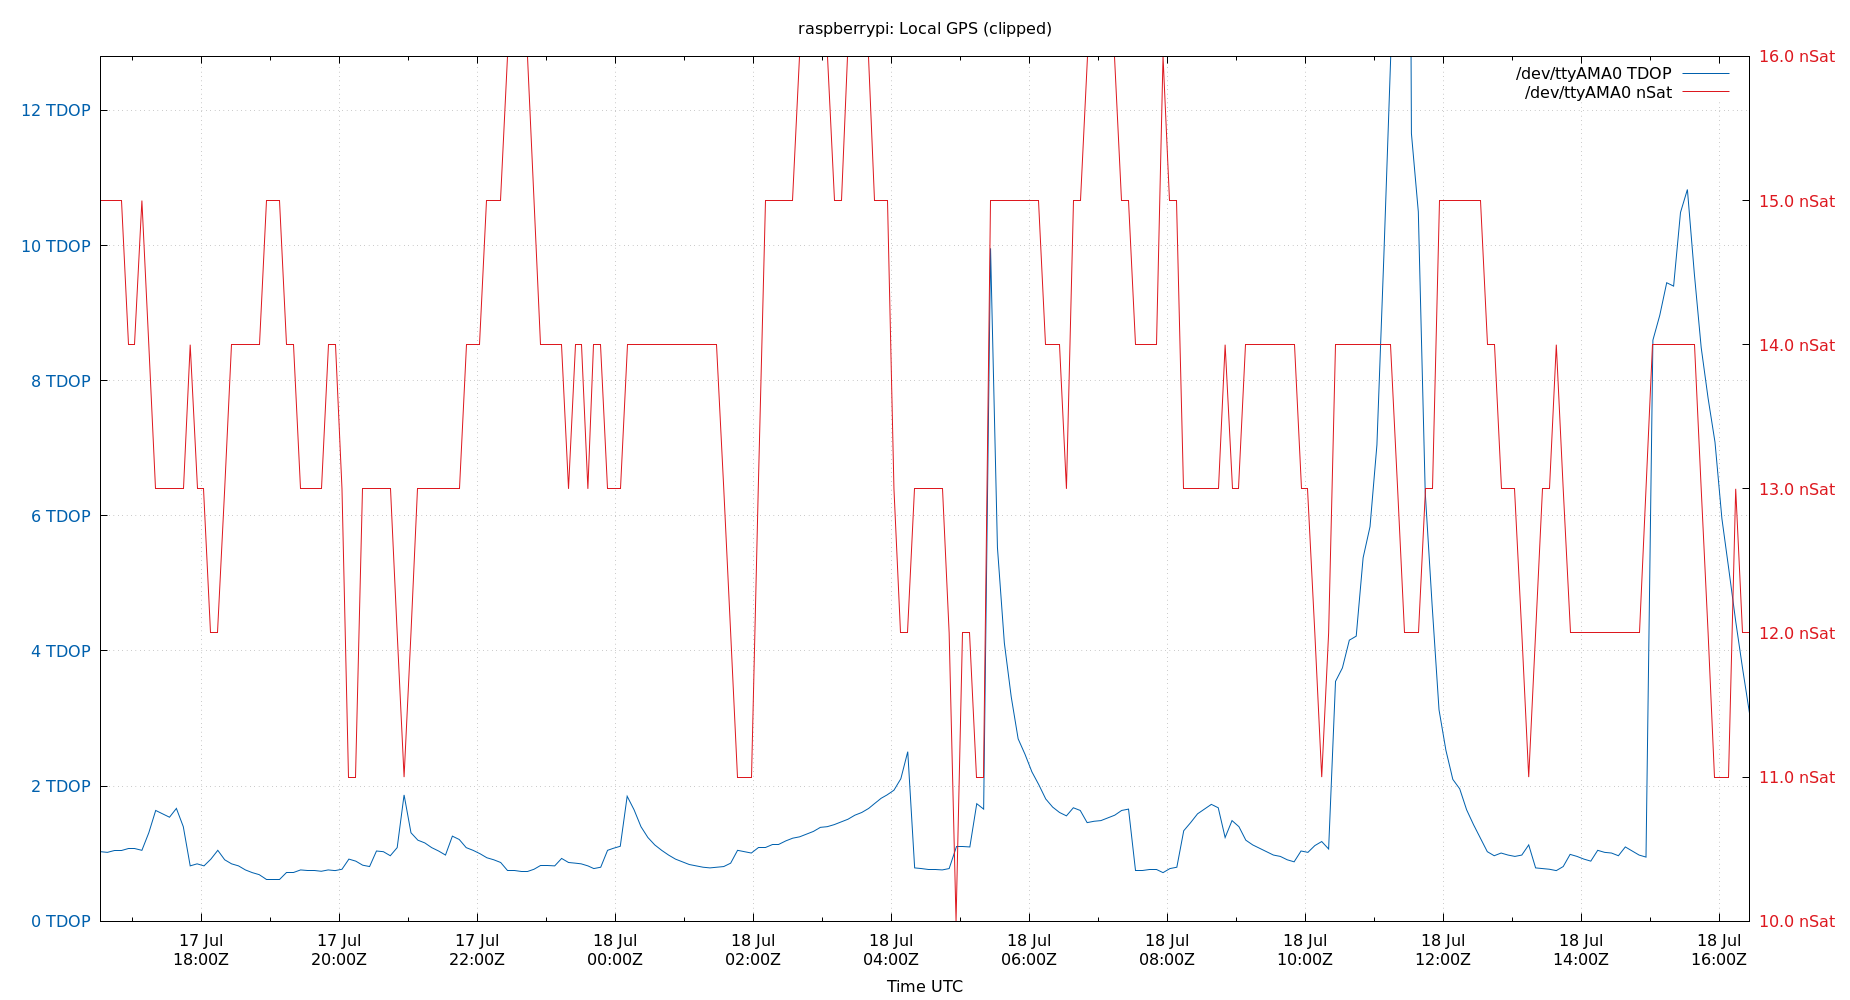 raspberrypi: Local GPS (clipped)
/dev/ttyAMA0 TDOP
/dev/ttyAMA0 nSat
12 TDOP
10 TDOP
8 TDOP
6 TDOP
4 TDOP
2 TDOP
0 TDOP
16.0 nSat
15.0 nSat
14.0 nSat
13.0 nSat
12.0 nSat
11.0 nSat
10.0 nSat
17 Jul 17 Jul 17 Jul 18 Jul 18 Jul 18 Jul 18 Jul 18 Jul 18 Jul 18 Jul 18 Jul 18 Jul
18:00Z 20:00Z 22:00Z 00:00Z 02:00Z 04:00Z 06:00Z 08:00Z 10:00Z 12:00Z 14:00Z 16:00Z
Time UTC